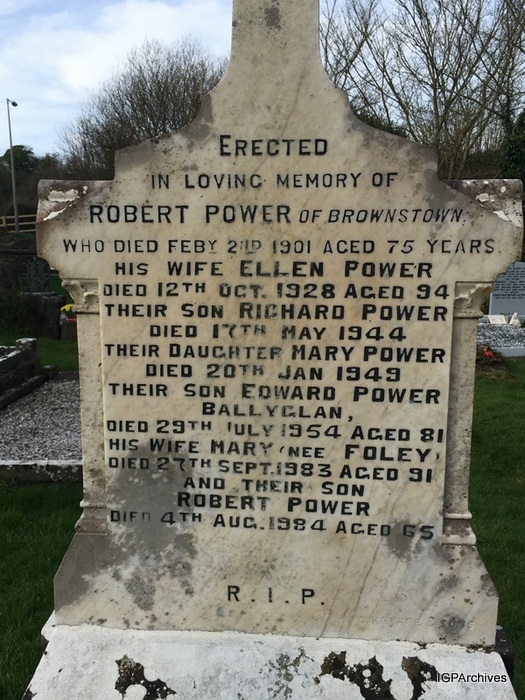 ERECTED
IN LOVING MEMORY OF
ROBERT POWER OF BROWNSTOWN.
WHO DIED FEBY 2ND 1901 AGED 75 YEARS.
HIS WIFE ELLEN POWER
DIED 12TH OCT. 1928 AGED 94
THEIR SON RICHARD POWER
DIED 17TH MAY 1944
THEIR DAUGHTER MARY POWER
DIED 20TH JAN 1949
THEIR SON EDWARD POWER
BALLYGLAN,
DIED 29TH JULY 1954 AGED 81
HIS WIFE MARY (NEE FOLEY)
DIED 27TH SEPT. 1983 AGED 91
AND THEIR SON
ROBERT POWER
DIED 4TH AUG. 1984 AGED 65
R.I.P.
IGPArchives